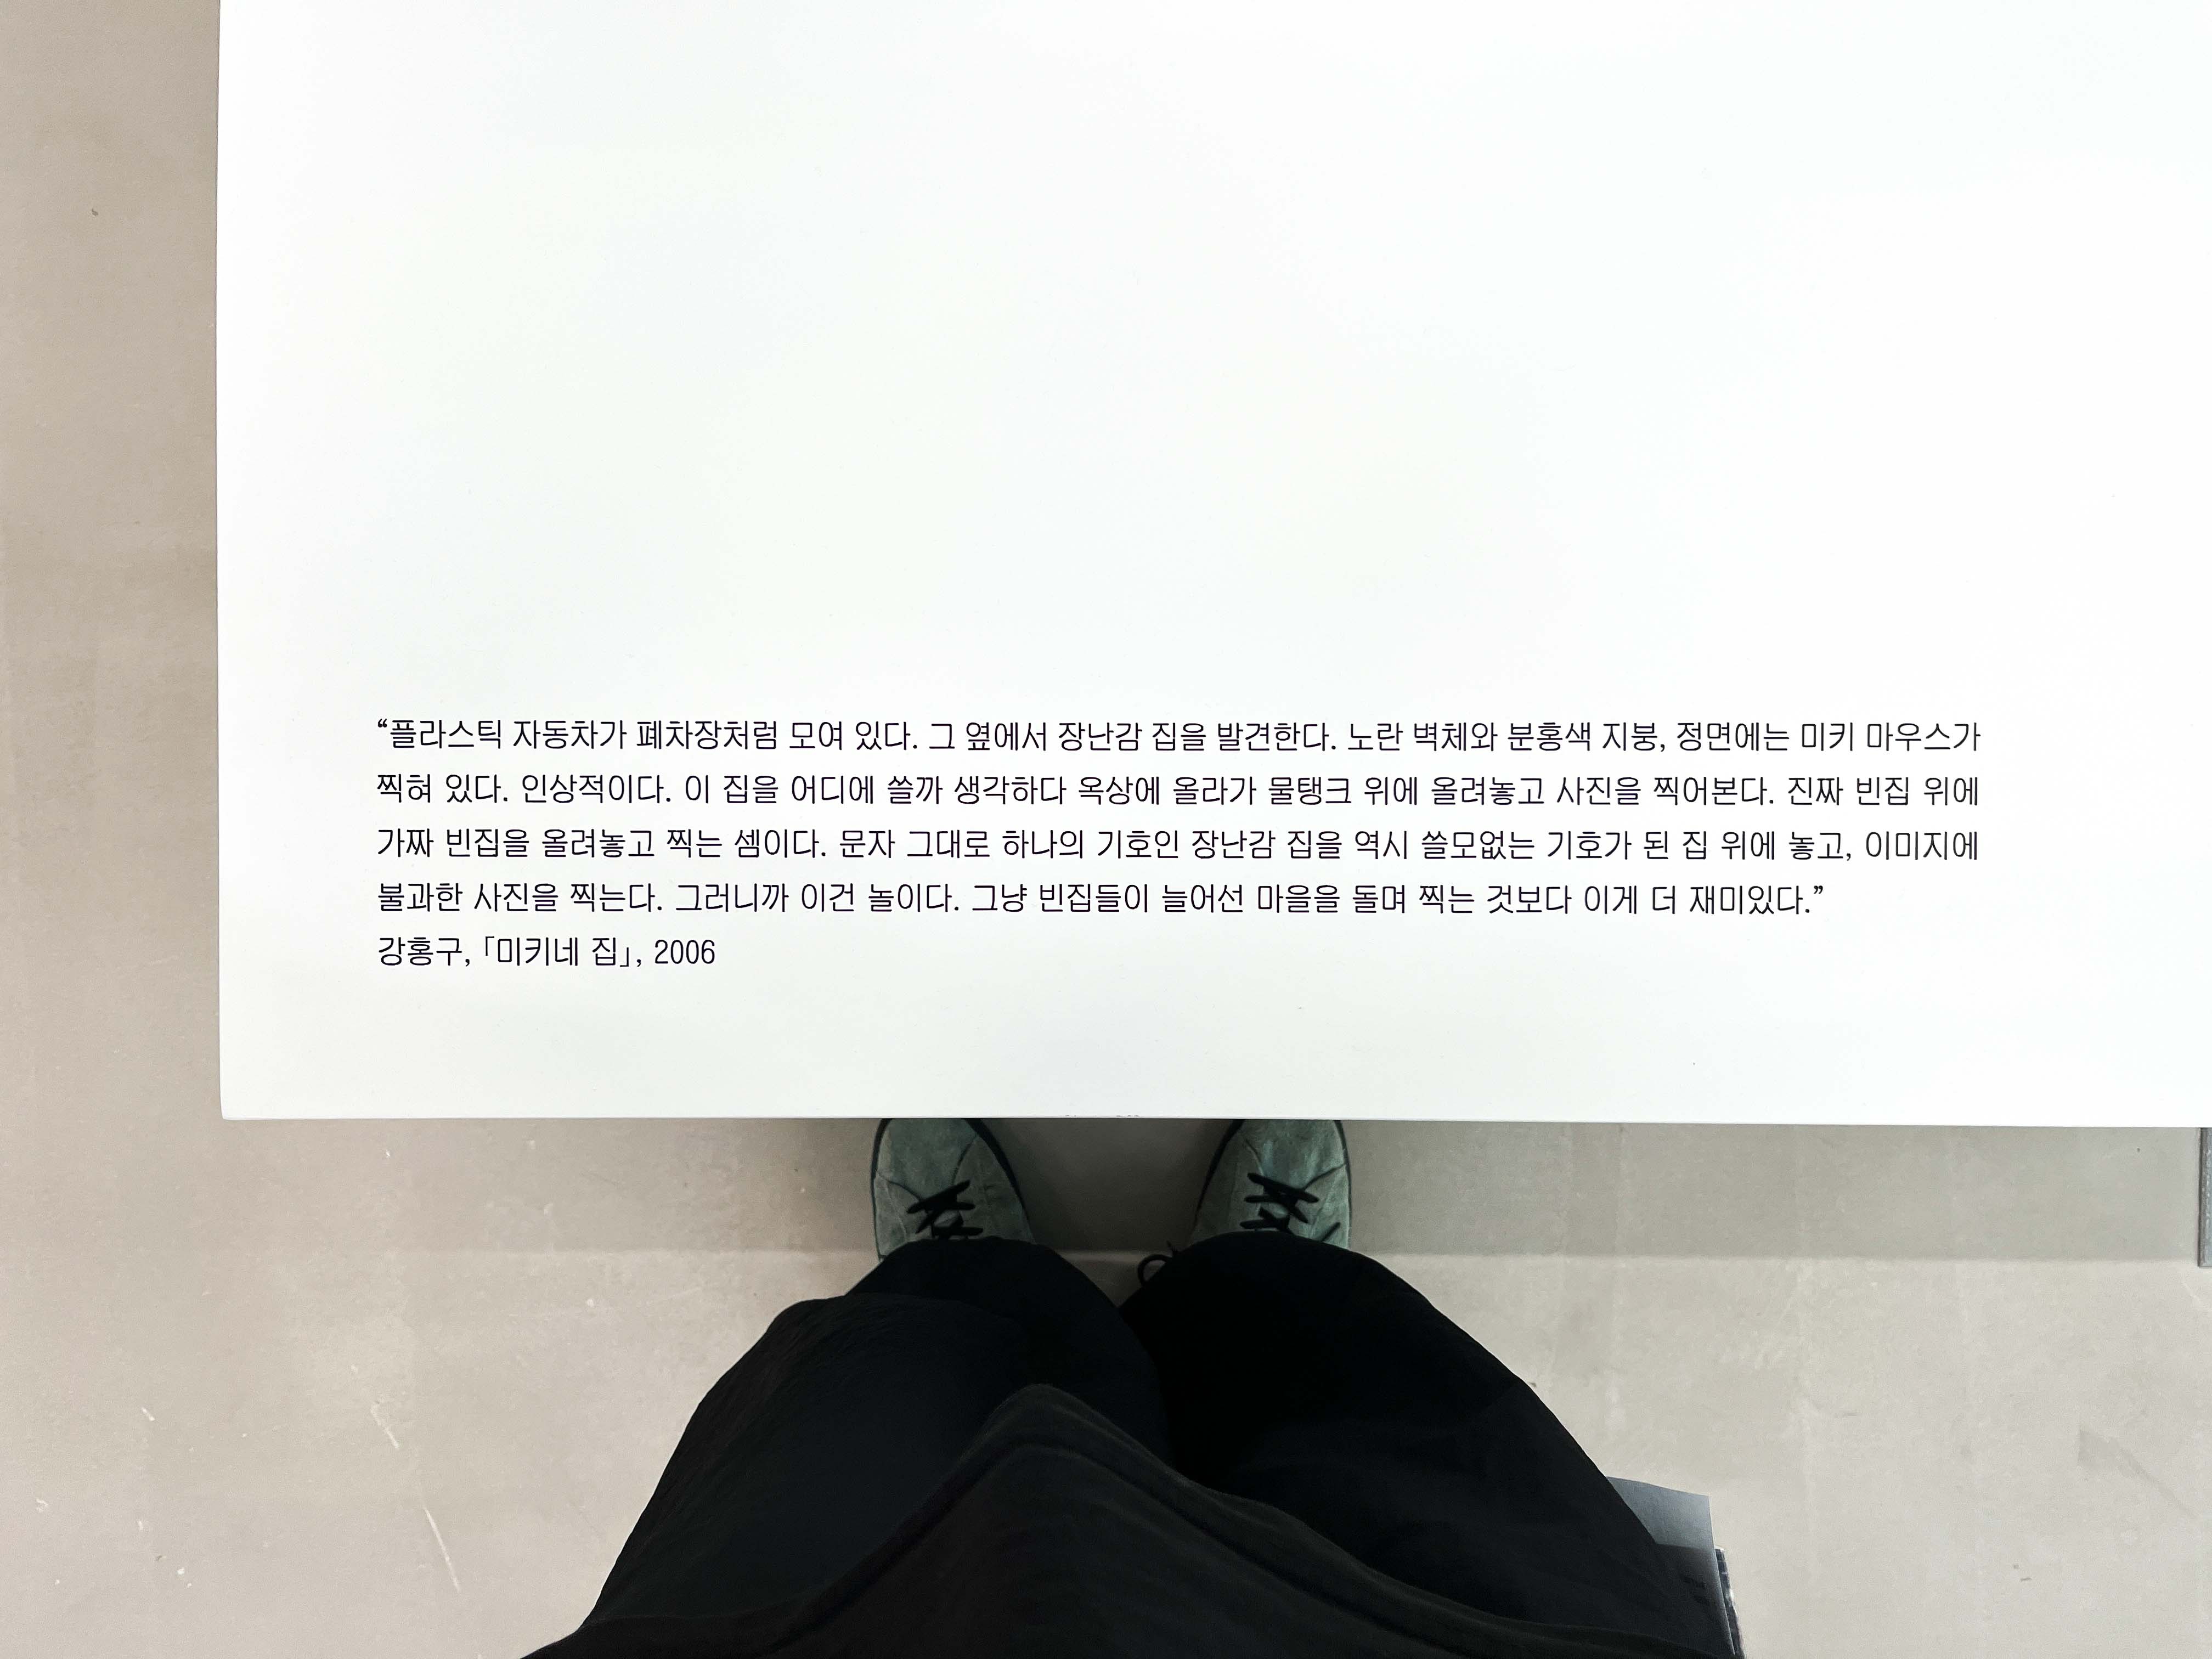 “플라스틱 자동차가 폐차장처럼 모여 있다. 그 옆에서 장난감 집을 발견한다. 노란 벽체와 분홍색 지붕, 정면에는 미키 마우스가
찍혀 있다. 인상적이다. 이 집을 어디에 쓸까 생각하다 옥상에 올라가 물탱크 위에 올려놓고 사진을 찍어본다. 진짜 빈집 위에
가짜 빈집을 올려놓고 찍는 셈이다. 문자 그대로 하나의 기호인 장난감 집을 역시 쓸모없는 기호가 된 집 위에 놓고, 이미지에
불과한 사진을 찍는다. 그러니까 이건 놀이다. 그냥 빈집들이 늘어선 마을을 돌며 찍는 것보다 이게 더 재미있다.”
강홍구, 「미키네 집」, 2006